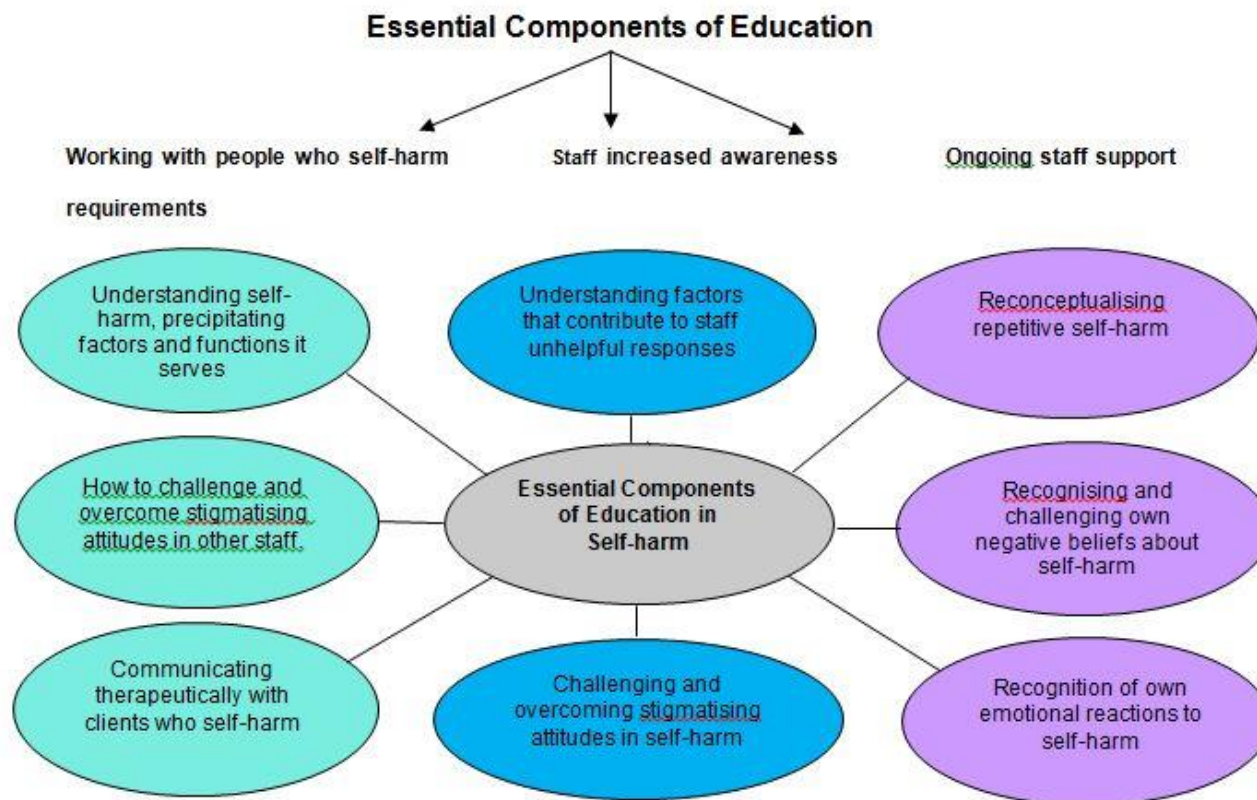 Essential Components of Education
Working with people who self-harm
requirements
Staff increased awareness
Ongoing staff support
Understanding self-
harm, precipitating
factors and functions it
serves
Understanding factors
that contribute to staff
unhelpful responses
Reconceptualising
repetitive self-harm
How to challenge and
overcome stigmatising
attitudes in other staff.
Essential Components
of Education in
Self-harm
Recognising and
challenging own
negative beliefs about
self-harm
Communicating
therapeutically with
clients who self-harm
Challenging and
overcoming stigmatising
attitudes in self-harm
Recognition of own
emotional reactions to
self-harm